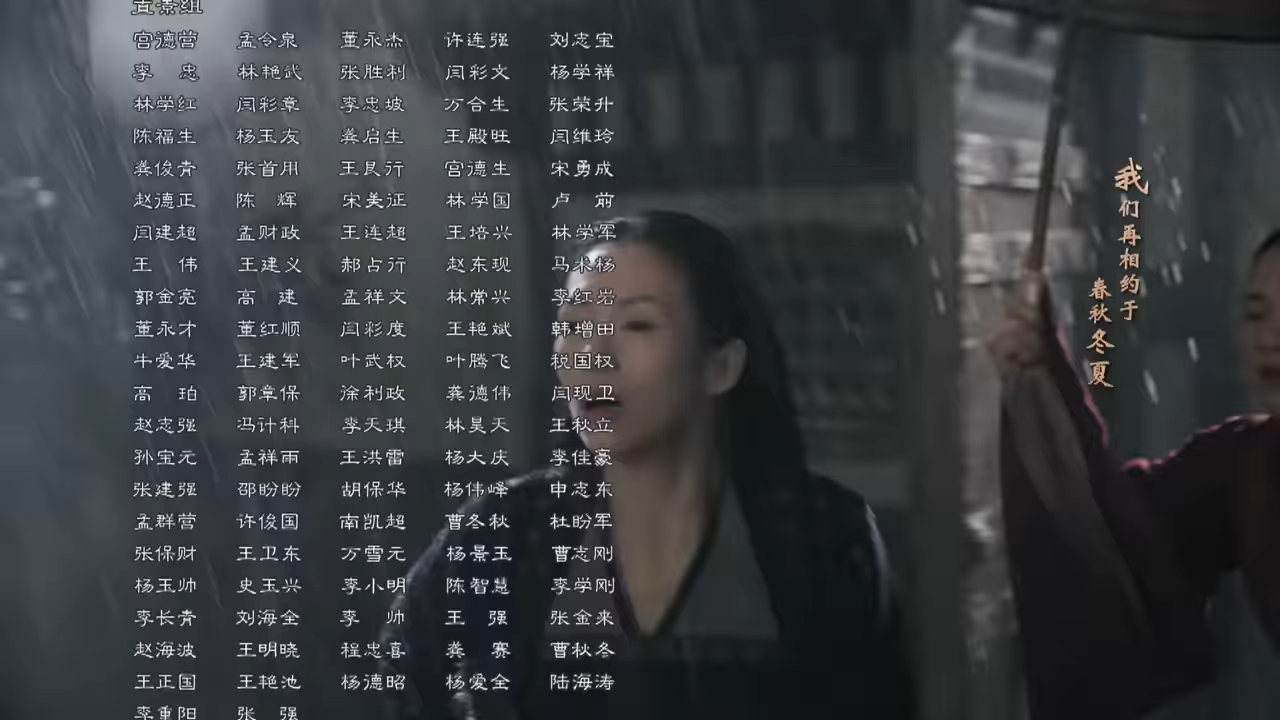 置景组
宫德营 孟令泉 董永杰 许连强 刘志宝
李 忠 林艳武 张胜利 闫彩文 杨学祥
林学红 闫彩章 李忠坡 万合生 张荣升
陈福生 杨玉友 龚启生 王殿旺 闫维玲
龚俊青 张首用 王艮行 宫德生 宋勇成
赵德正 陈 辉 宋美证 林学国 卢 前
闫建超 孟财政 王连超 王培兴 林学军
王 伟 王建义 郝占行 赵东现 马术杨
郭金亮 高 建 孟祥文 林常兴 李红岩
董永才 董红顺 闫彩度 王艳斌 韩增田
牛爱华 王建军 叶武权 叶腾飞 税国权
高 珀 郭章保 涂利政 龚德伟 闫现卫
赵志强 冯计科 李天琪 林昊天 王秋立
孙宝元 孟祥雨 王洪雷 杨大庆 李佳豪
张建强 邵盼盼 胡保华 杨伟峰 申志东
孟群营 许俊国 南凯超 曹冬秋 杜盼军
张保财 王卫东 万雪元 杨景玉 曹志刚
杨玉帅 史玉兴 李小明 陈智慧 李学刚
李长青 刘海全 李 帅 王 强 张金来
赵海波 王明晓 程忠喜 龚 赛 曹秋冬
王正国 王艳池 杨德昭 杨爱全 陆海涛
李重阳 张 强
我们再相约于
春秋冬夏